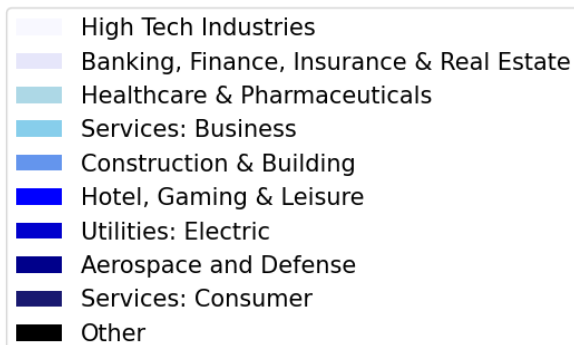 High Tech Industries
Banking, Finance, Insurance & Real Estate
Healthcare & Pharmaceuticals
Services: Business
Construction & Building
Hotel, Gaming & Leisure
Utilities: Electric
Aerospace and Defense
Services: Consumer
Other